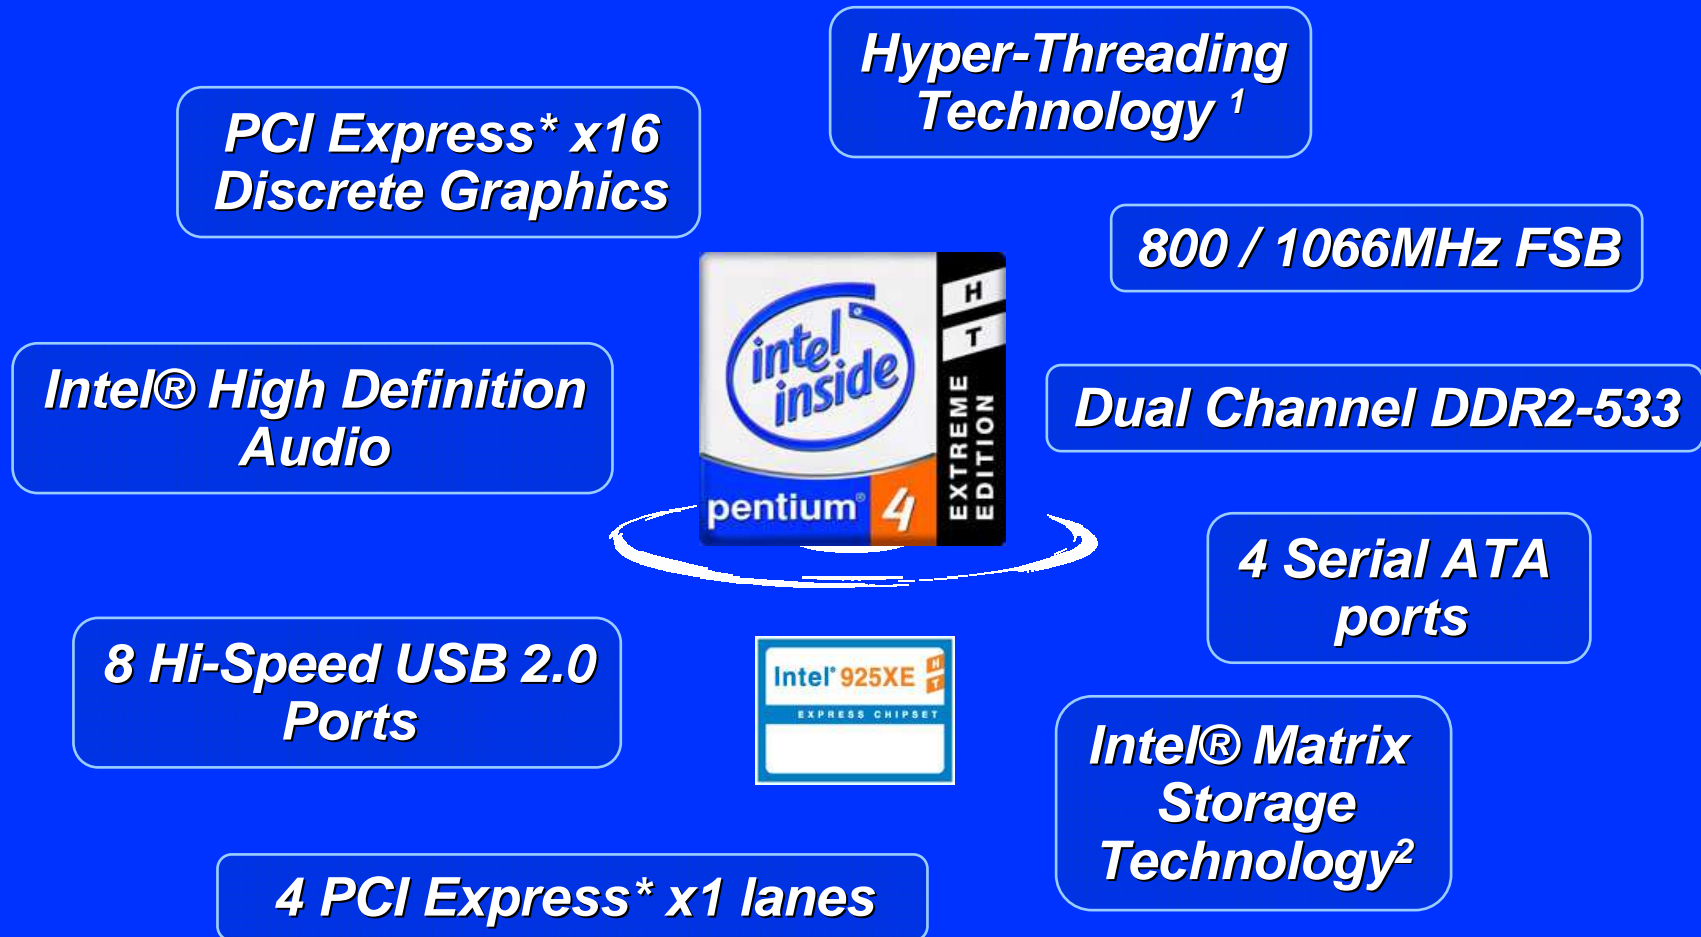 Hyper-Threading
Technology 1
PCI Express* x16
Discrete Graphics
800 / 1066MHz FSB
intel
inside
pentium® 4
H
T
EXTREME
EDITION
Intel® High Definition
Audio
Dual Channel DDR2-533
4 Serial ATA
ports
8 Hi-Speed USB 2.0
Ports
Intel® 925XE
H
T
EXPRESS CHIPSET
Intel® Matrix
Storage
Technology2
4 PCI Express* x1 lanes